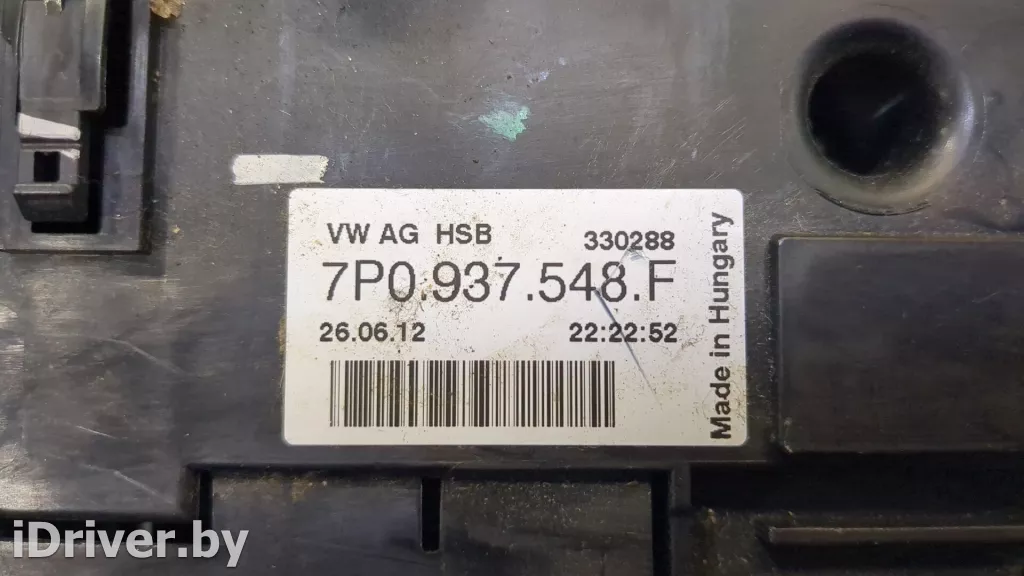 VW AG HSB 330288
7P0.937.548.F
26.06.12 22:22:52
Made in Hungary
iDriver.by